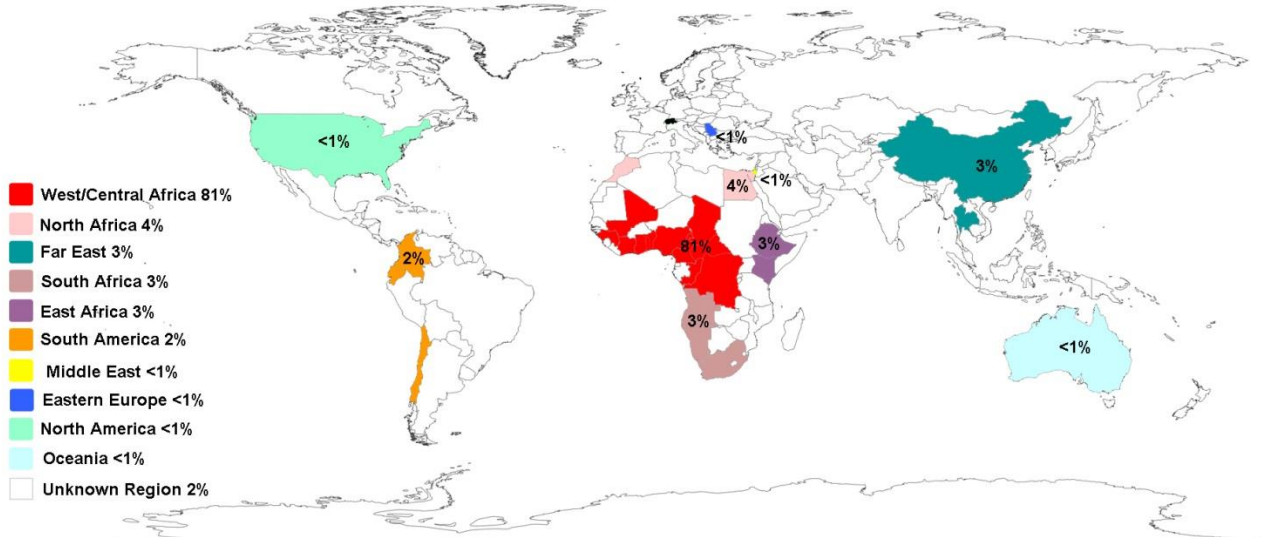 <1%
<1%
3%
4%
<1%
West/Central Africa 81%
North Africa 4%
81%
3%
Far East 3%
2%
South Africa 3%
East Africa 3%
3%
South America 2%
<1%
Middle East <1%
Eastern Europe <1%
North America <1%
Oceania <1%
Unknown Region 2%